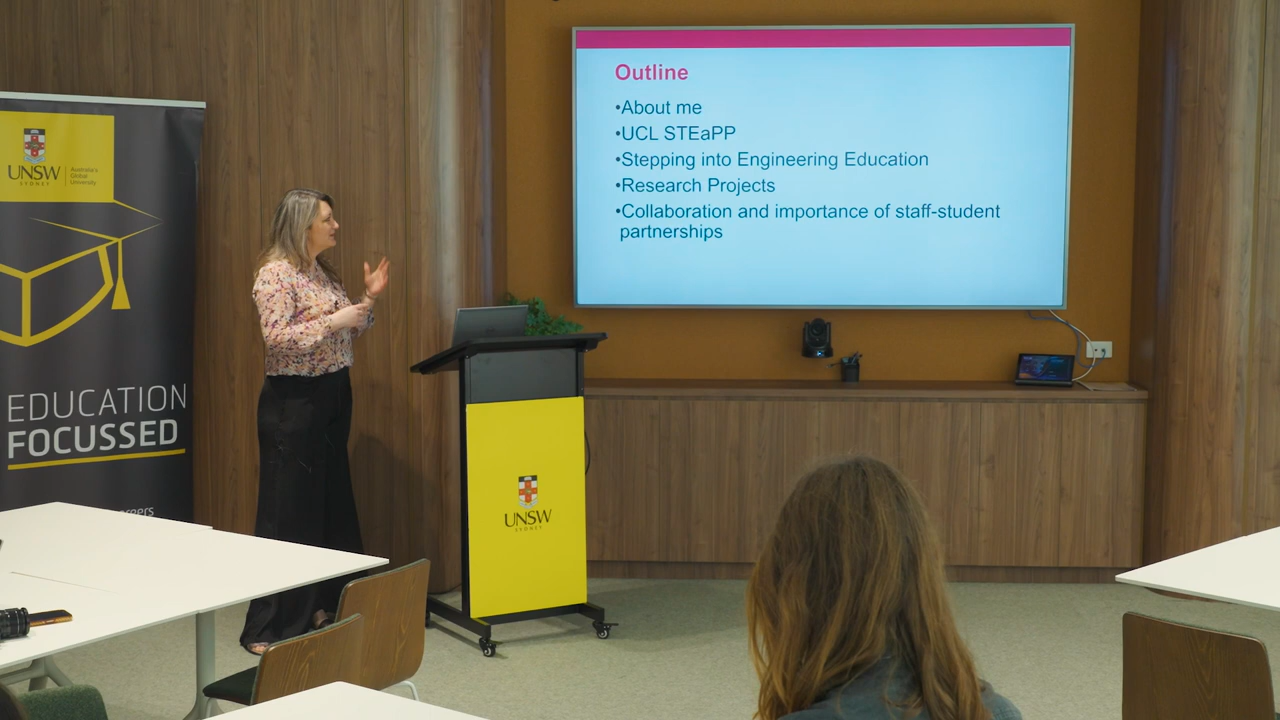 UNSW
SYDNEY
Australia's
Global
University
EDUCATION
FOCUSSED
Outline
•About me
•UCL STEaPP
•Stepping into Engineering Education
•Research Projects
•Collaboration and importance of staff-student
partnerships
UNSW
SYDNEY